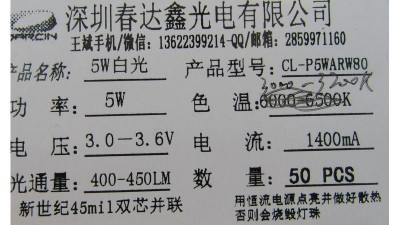 DARCIN
深圳春达鑫光电有限公司
王斌手机/微信：13622399214-QQ/邮箱：2859971160
产品名称：5W白光 产品型号：CL-P5WARW80
功率：5W 色温：6000-6500K
3000-3200K
电压：3.0-3.6V 电流：1400mA
光通量：400-450LM 数量：50 PCS
新世纪45mil双芯并联
用恒流电源点亮并做好散热
否则会烧毁灯珠